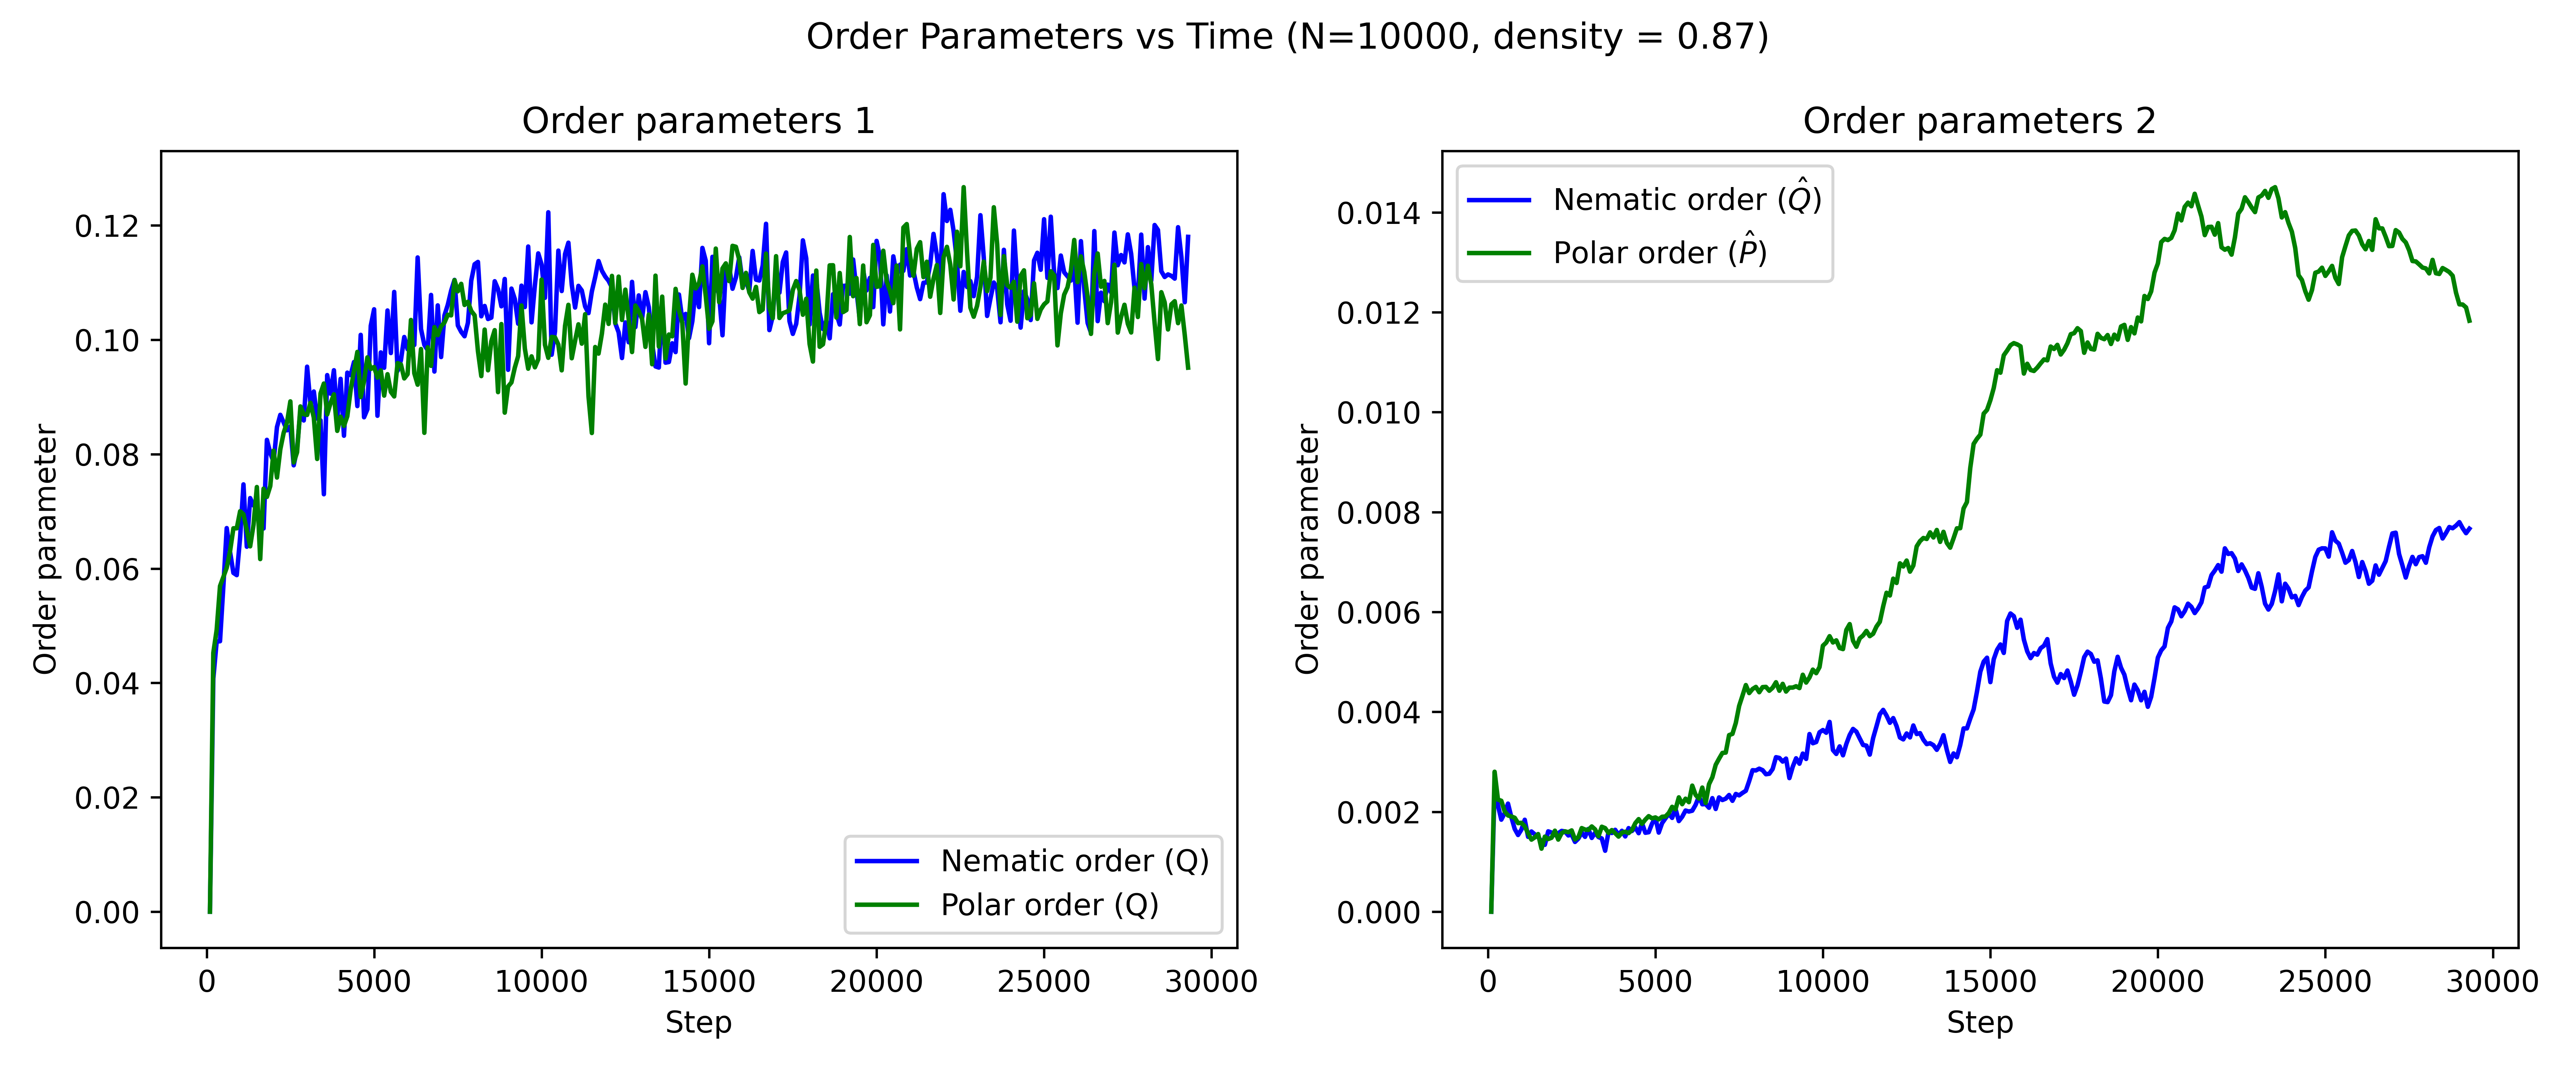 Order Parameters vs Time (N=10000, density = 0.87)
Order parameters 1
Order parameter
0.12
0.10
0.08
0.06
0.04
0.02
0.00
Nematic order (Q)
Polar order (Q)
0 5000 10000 15000 20000 25000 30000
Step
Order parameters 2
Order parameter
0.014
0.012
0.010
0.008
0.006
0.004
0.002
0.000
Nematic order (Q̂)
Polar order (P̂)
0 5000 10000 15000 20000 25000 30000
Step